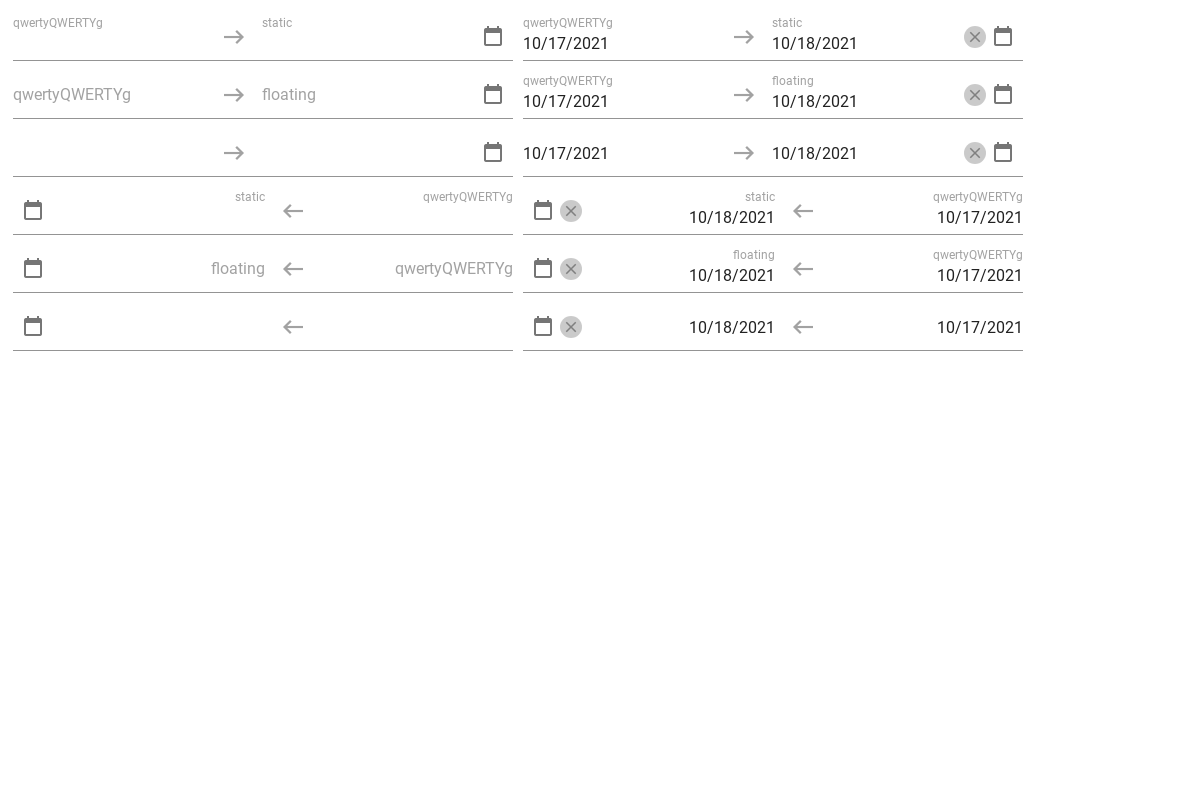 qwertyQWERTYg static qwertyQWERTYg static
10/17/2021 10/18/2021
qwertyQWERTYg floating qwertyQWERTYg floating
10/17/2021 10/18/2021
10/17/2021 10/18/2021
static qwertyQWERTYg static qwertyQWERTYg
10/18/2021 10/17/2021
floating qwertyQWERTYg floating qwertyQWERTYg
10/18/2021 10/17/2021
10/18/2021 10/17/2021